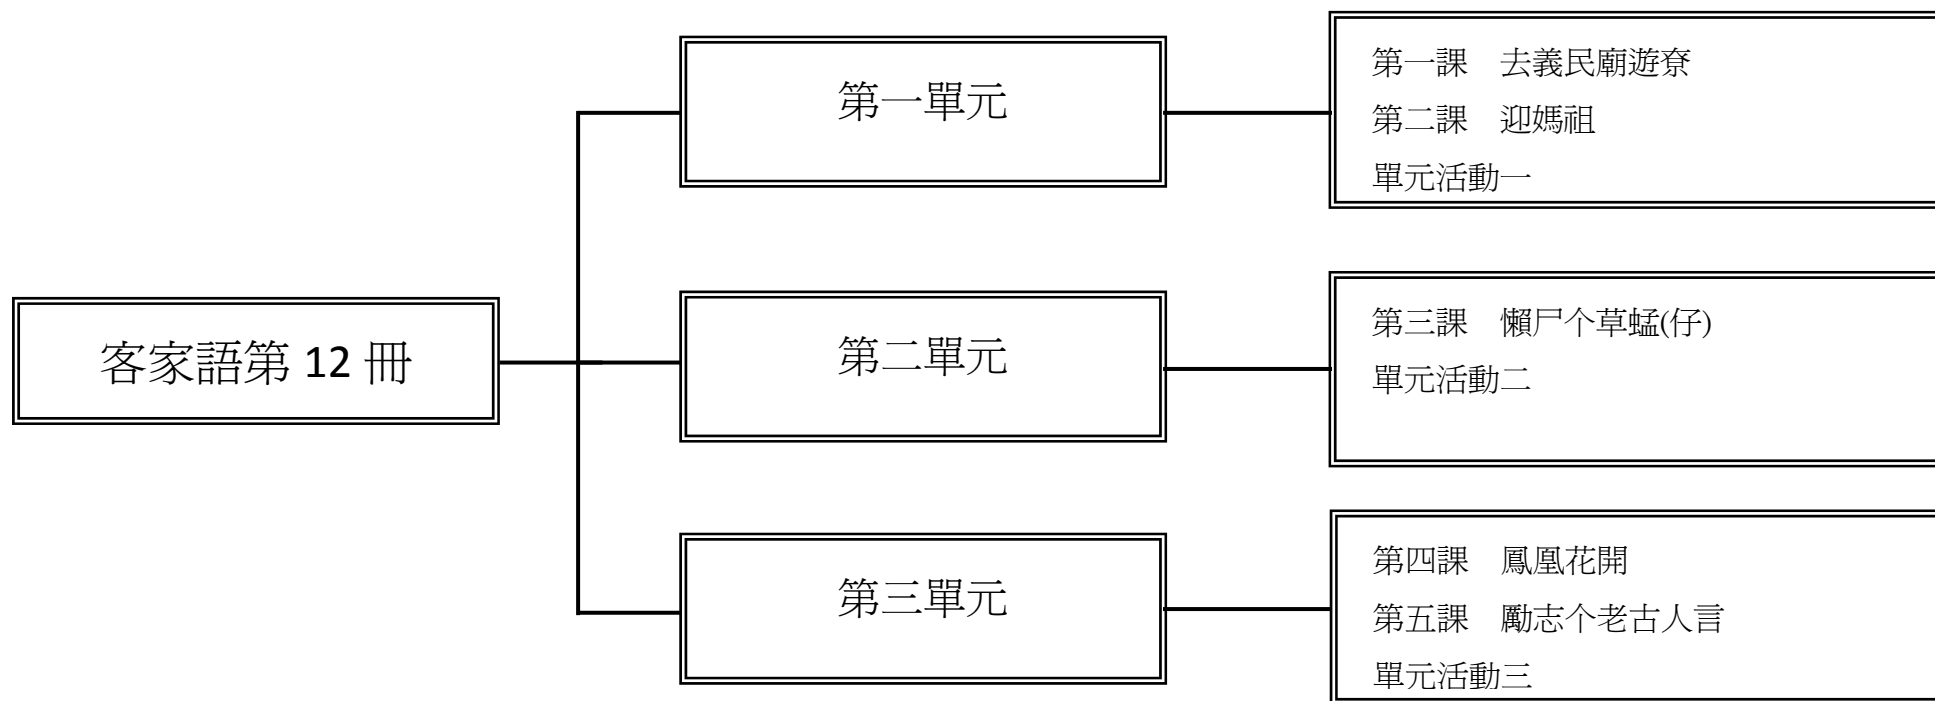 客家語第 12 冊
第一單元
第一課　去義民廟遊尞
第二課　迎媽祖
單元活動一
第二單元
第三課　懶尸个草蜢(仔)
單元活動二
第三單元
第四課　鳳凰花開
第五課　勵志个老古人言
單元活動三